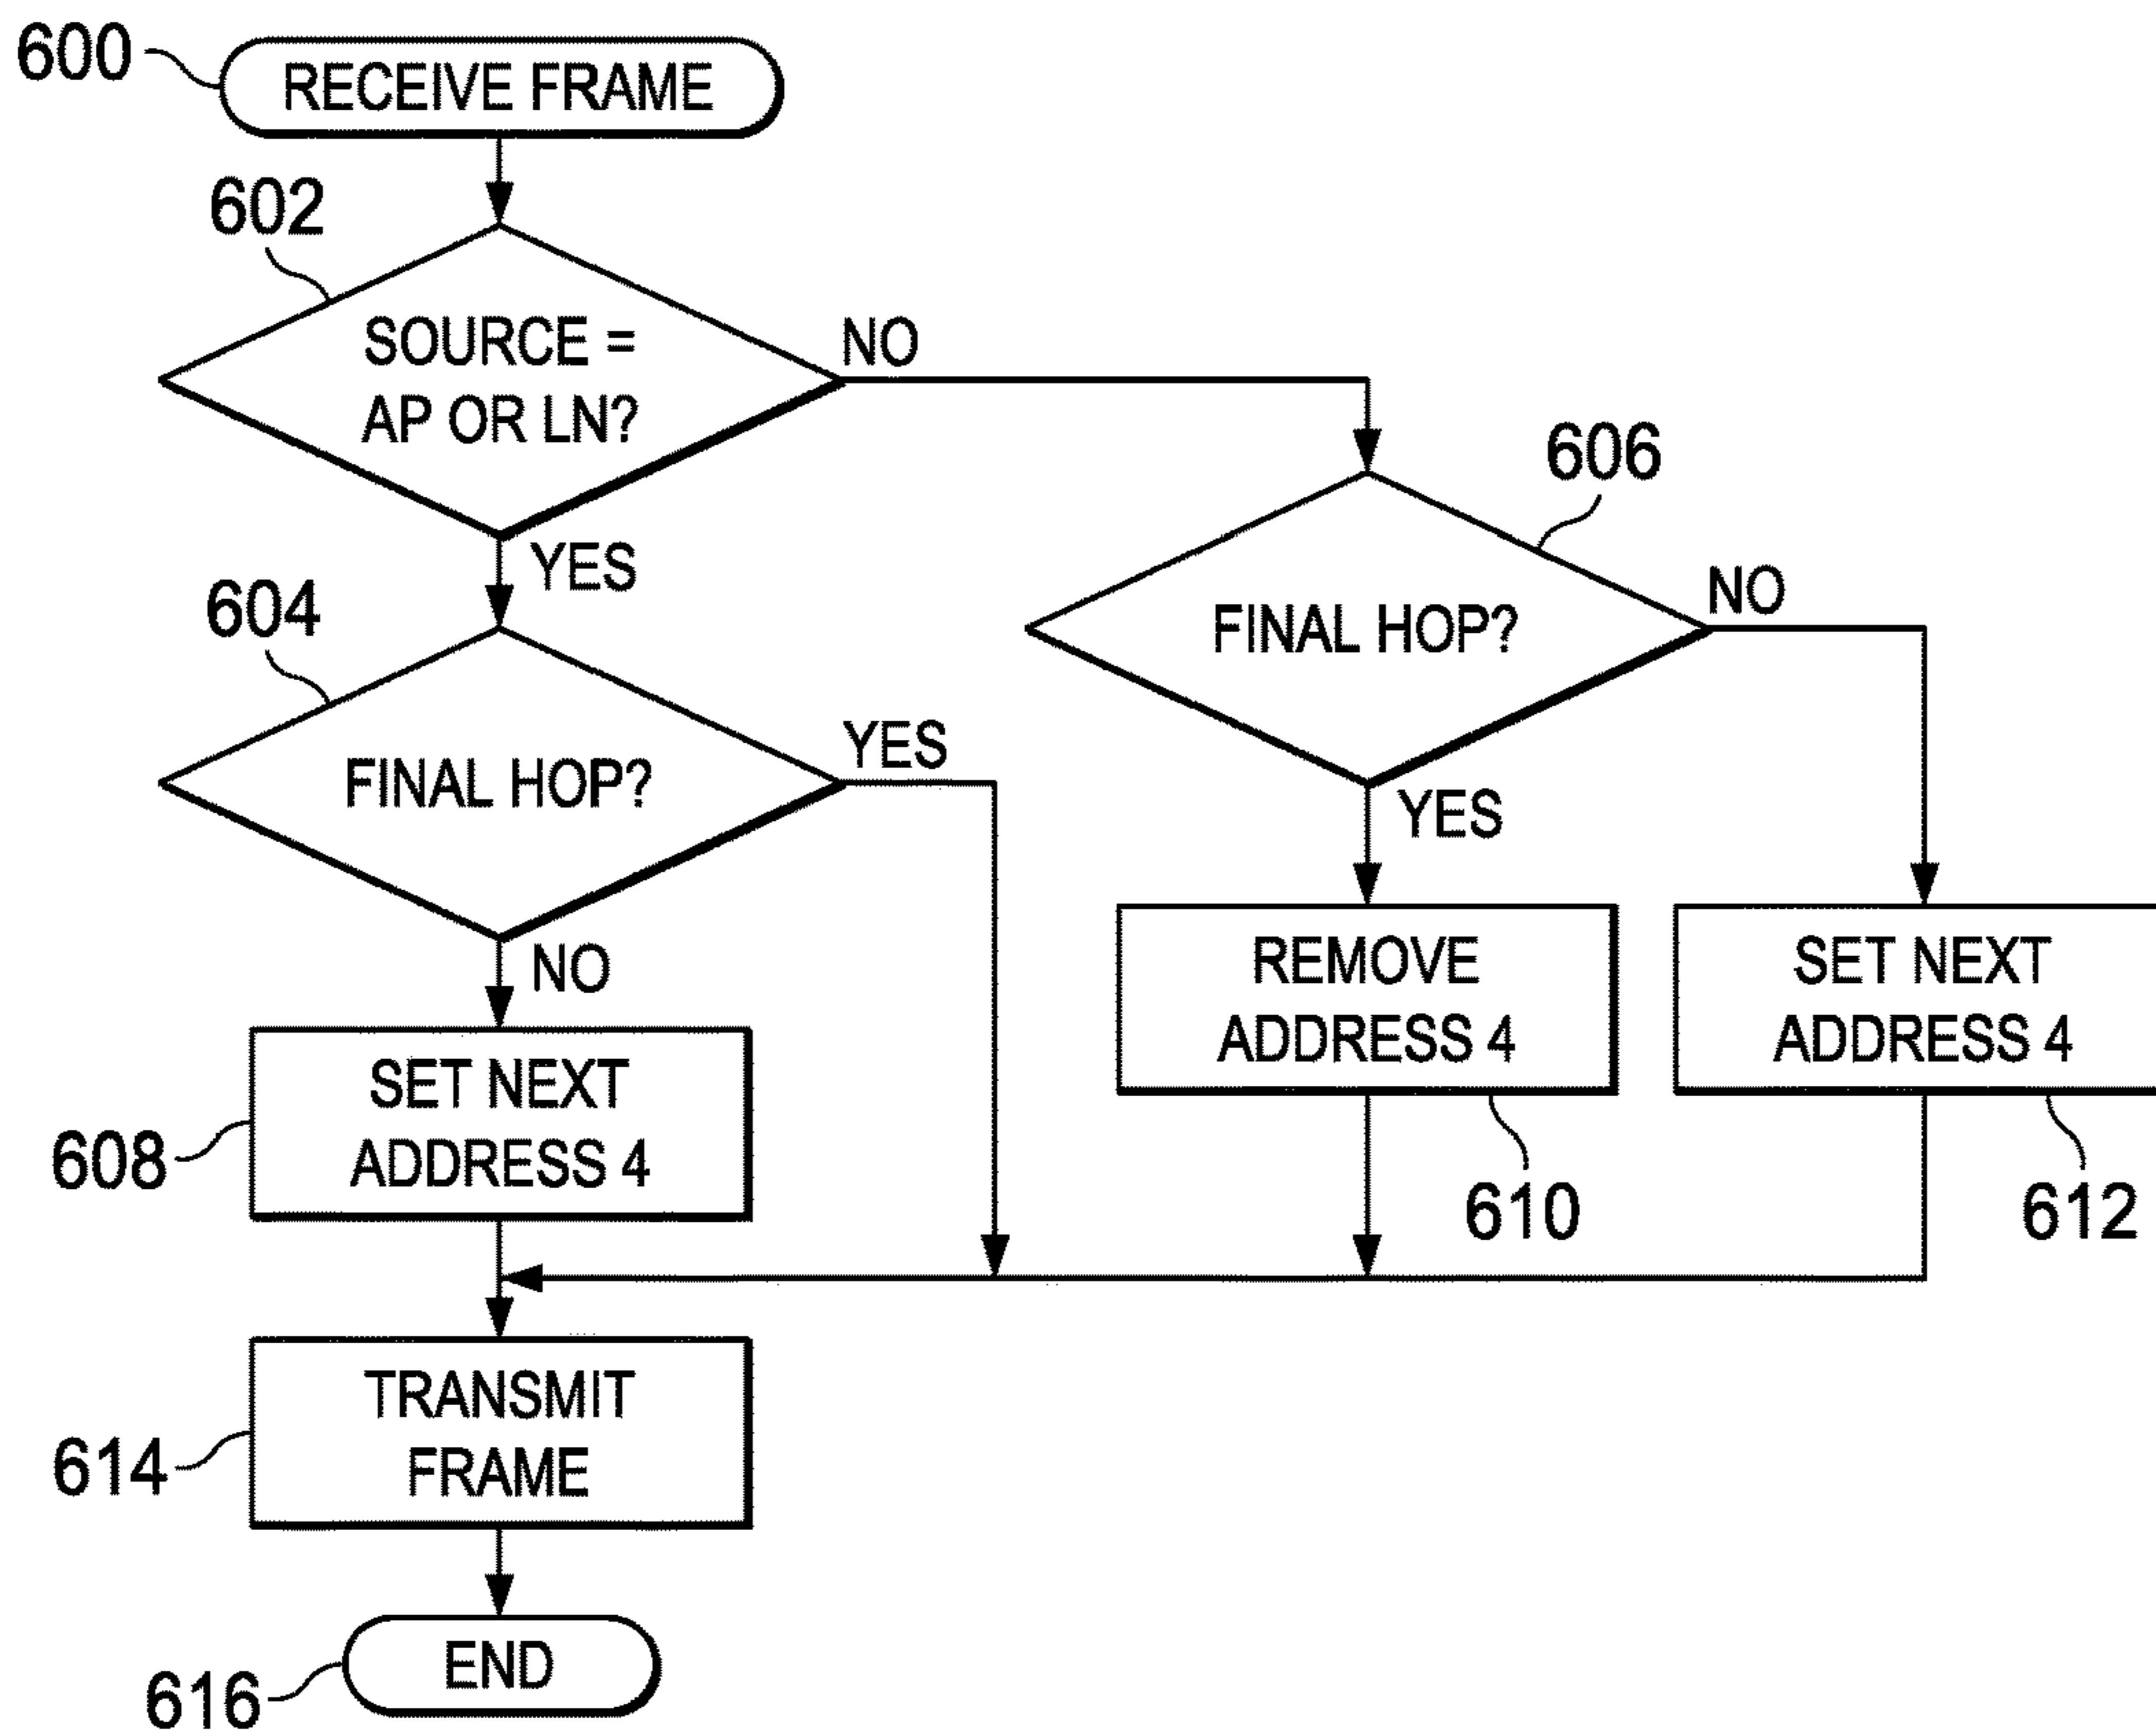 600
RECEIVE FRAME
602
SOURCE =
AP OR LN?
NO
YES
604
FINAL HOP?
YES
NO
606
FINAL HOP?
NO
YES
REMOVE
ADDRESS 4
610
SET NEXT
ADDRESS 4
612
SET NEXT
ADDRESS 4
608
TRANSMIT
FRAME
614
END
616